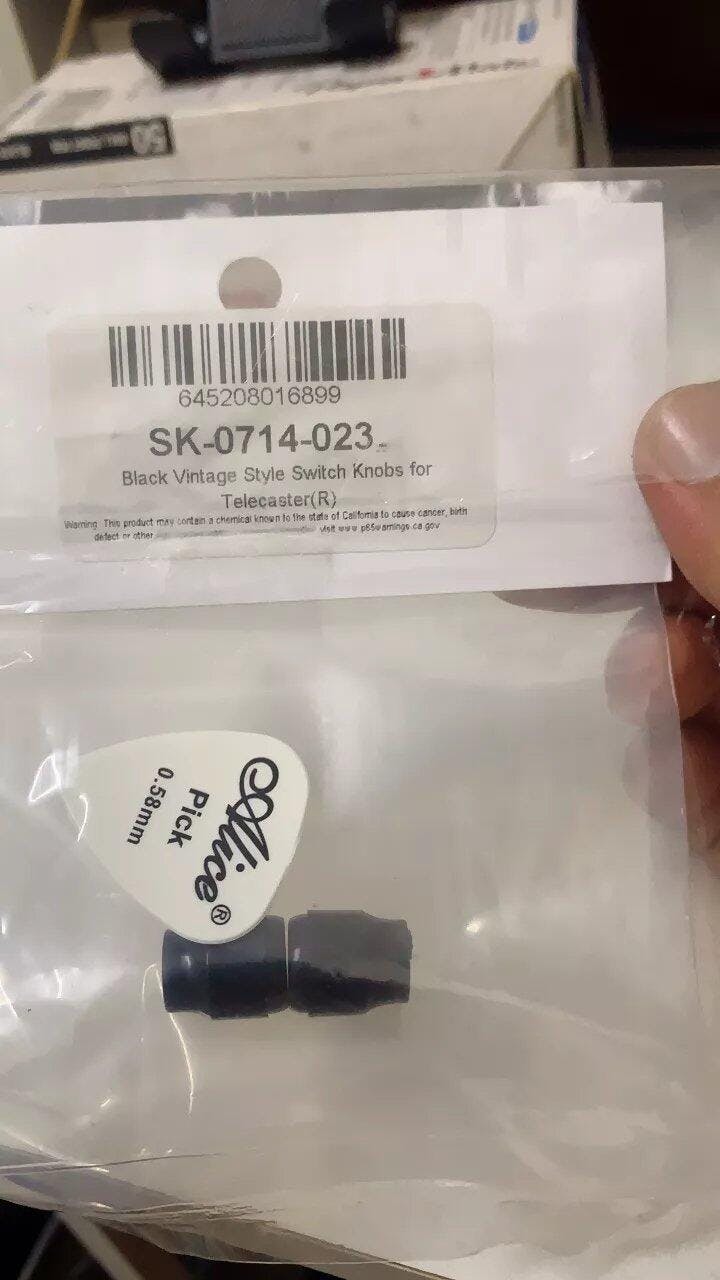 50
645208016899
SK-0714-023
Black Vintage Style Switch Knobs for
Telecaster(R)
Warning This product may contain a chemical known to the state of California to cause cancer, birth
defect or other visit www p65warnings.ca.gov
Alice®
Pick
0.58mm